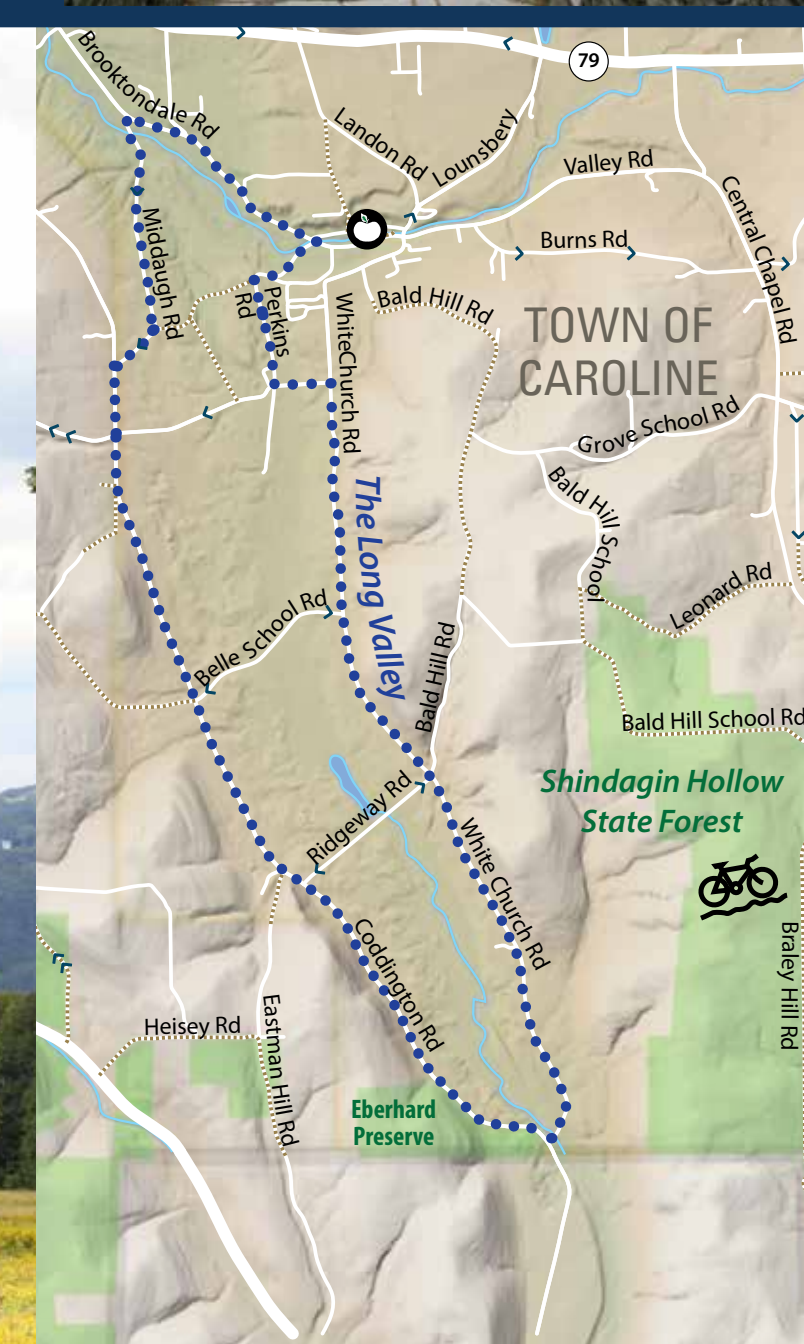 79
Brooktondale Rd
Landon Rd
Lounsbery
Valley Rd
Central Chapel Rd
Burns Rd
Middaugh Rd
Perkins
Rd
WhiteChurch Rd
Bald Hill Rd
TOWN OF
CAROLINE
Grove School Rd
Bald Hill School
The Long Valley
Leonard Rd
Belle School Rd
Bald Hill Rd
Bald Hill School Rd
Shindagin Hollow
State Forest
Ridgeway Rd
White Church Rd
Coddington Rd
Braley Hill Rd
Heisey Rd
Eastman Hill Rd
Eberhard
Preserve